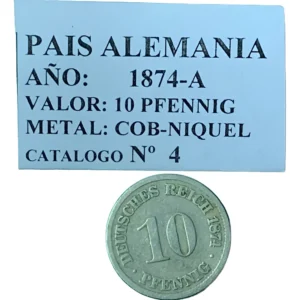 PAIS ALEMANIA
AÑO: 1874-A
VALOR: 10 PFENNIG
METAL: COB-NIQUEL
CATALOGO Nº 4
DEUTSCHES REICH 1874
10
PFENNIG